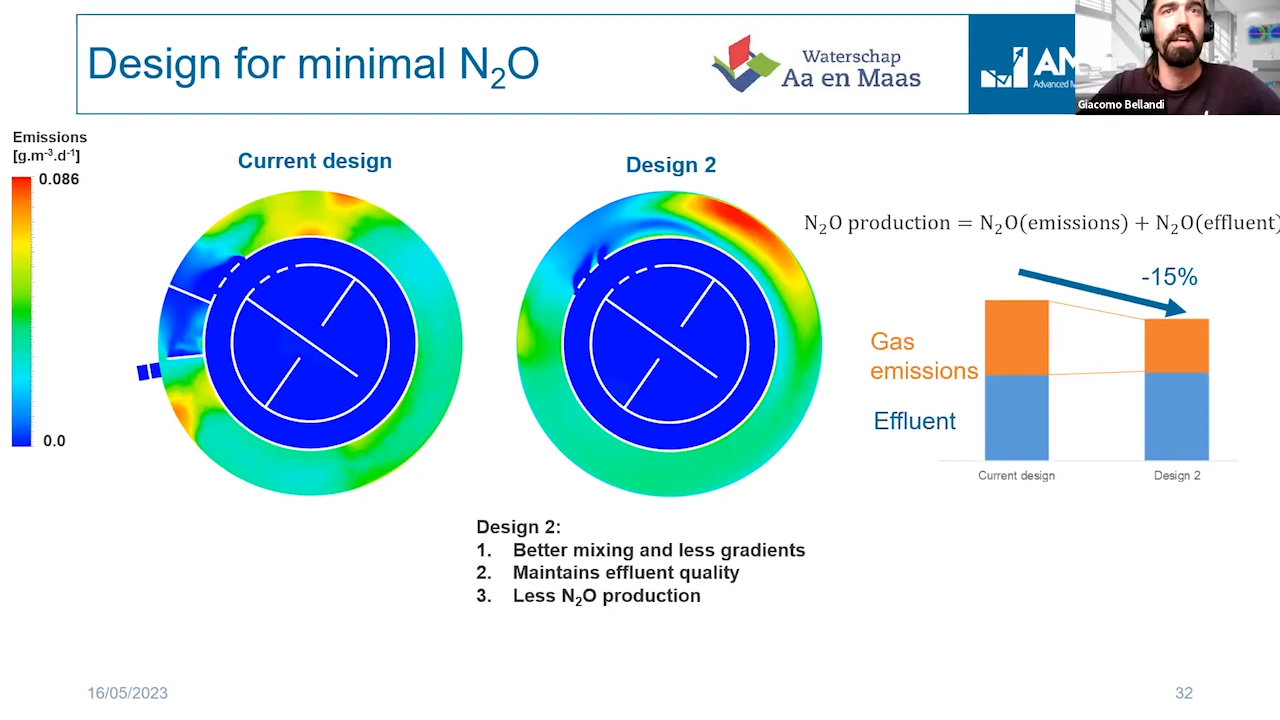 Design for minimal N₂O
Waterschap
Aa en Maas
AM
Advanced M
Giacomo Bellandi
Emissions
[g.m⁻³.d⁻¹]
0.086
0.0
Current design
Design 2
N₂O production = N₂O(emissions) + N₂O(effluent)
-15%
Gas
emissions
Effluent
Current design
Design 2
Design 2:
1. Better mixing and less gradients
2. Maintains effluent quality
3. Less N₂O production
16/05/2023
32